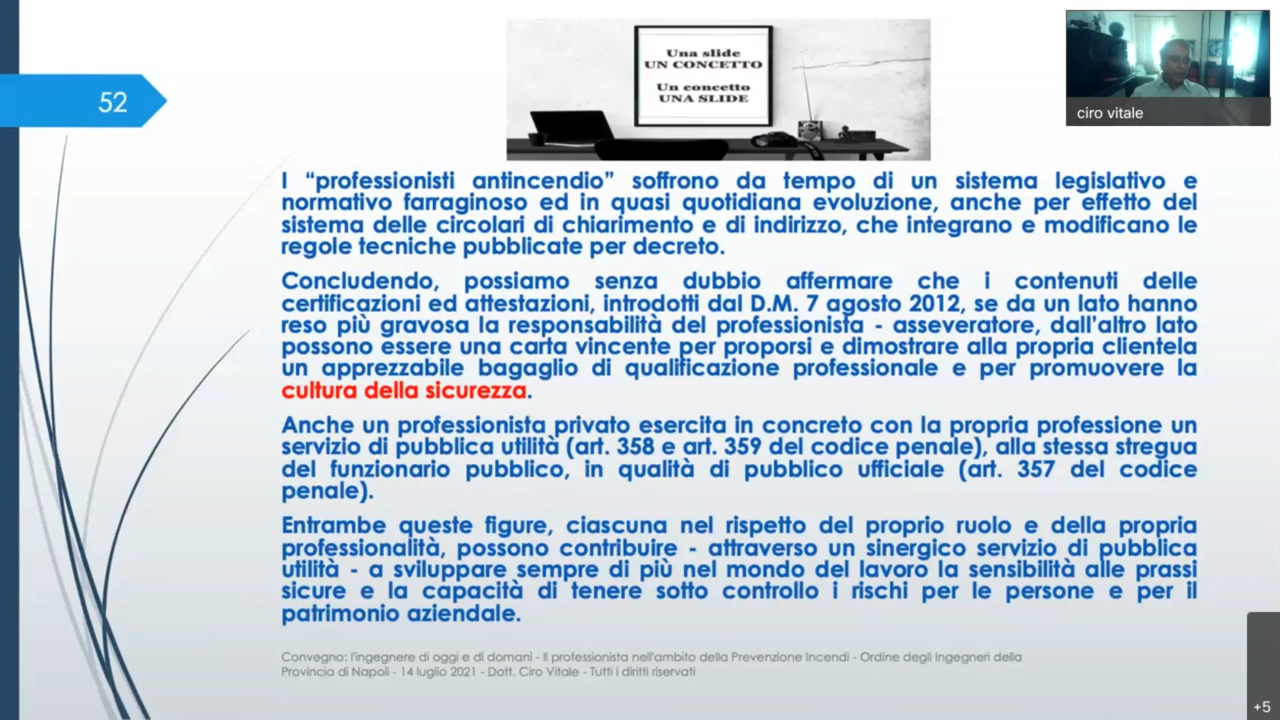 52
Una slide
UN CONCETTO
Un concetto
UNA SLIDE
ciro vitale
I “professionisti antincendio” soffrono da tempo di un sistema legislativo e
normativo farraginoso ed in quasi quotidiana evoluzione, anche per effetto del
sistema delle circolari di chiarimento e di indirizzo, che integrano e modificano le
regole tecniche pubblicate per decreto.
Concludendo, possiamo senza dubbio affermare che i contenuti delle
certificazioni ed attestazioni, introdotti dal D.M. 7 agosto 2012, se da un lato hanno
reso più gravosa la responsabilità del professionista - asseveratore, dall'altro lato
possono essere una carta vincente per proporsi e dimostrare alla propria clientela
un apprezzabile bagaglio di qualificazione professionale e per promuovere la
cultura della sicurezza.
Anche un professionista privato esercita in concreto con la propria professione un
servizio di pubblica utilità (art. 358 e art. 359 del codice penale), alla stessa stregua
del funzionario pubblico, in qualità di pubblico ufficiale (art. 357 del codice
penale).
Entrambe queste figure, ciascuna nel rispetto del proprio ruolo e della propria
professionalità, possono contribuire - attraverso un sinergico servizio di pubblica
utilità - a sviluppare sempre di più nel mondo del lavoro la sensibilità alle prassi
sicure e la capacità di tenere sotto controllo i rischi per le persone e per il
patrimonio aziendale.
Convegno: l'ingegnere di oggi e di domani - Il professionista nell'ambito della Prevenzione Incendi - Ordine degli Ingegneri della
Provincia di Napoli - 14 luglio 2021 - Dott. Ciro Vitale - Tutti i diritti riservati
+5